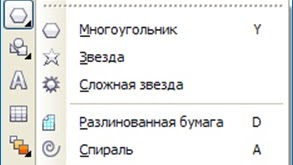 Многоугольник Y
Звезда
Сложная звезда
Разлинованная бумага D
Спираль A